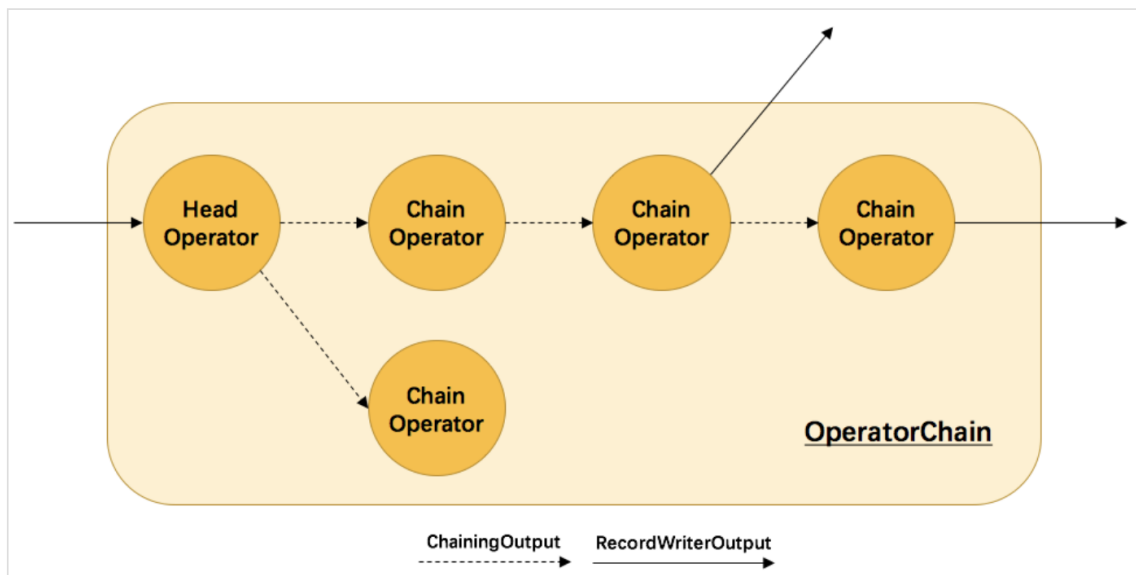 Head
Operator
Chain
Operator
Chain
Operator
Chain
Operator
Chain
Operator
OperatorChain
ChainingOutput
RecordWriterOutput